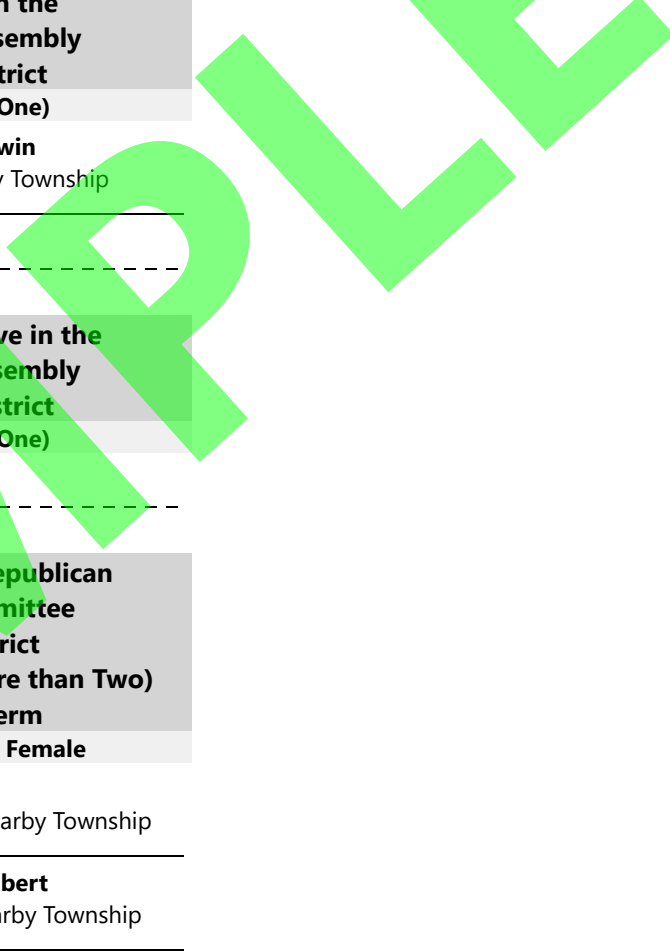 n the
sembly
trict
One)
win
y Township
ve in the
sembly
strict
One)
epublican
mittee
rict
re than Two)
erm
Female
arby Township
bert
arby Township
MPLE